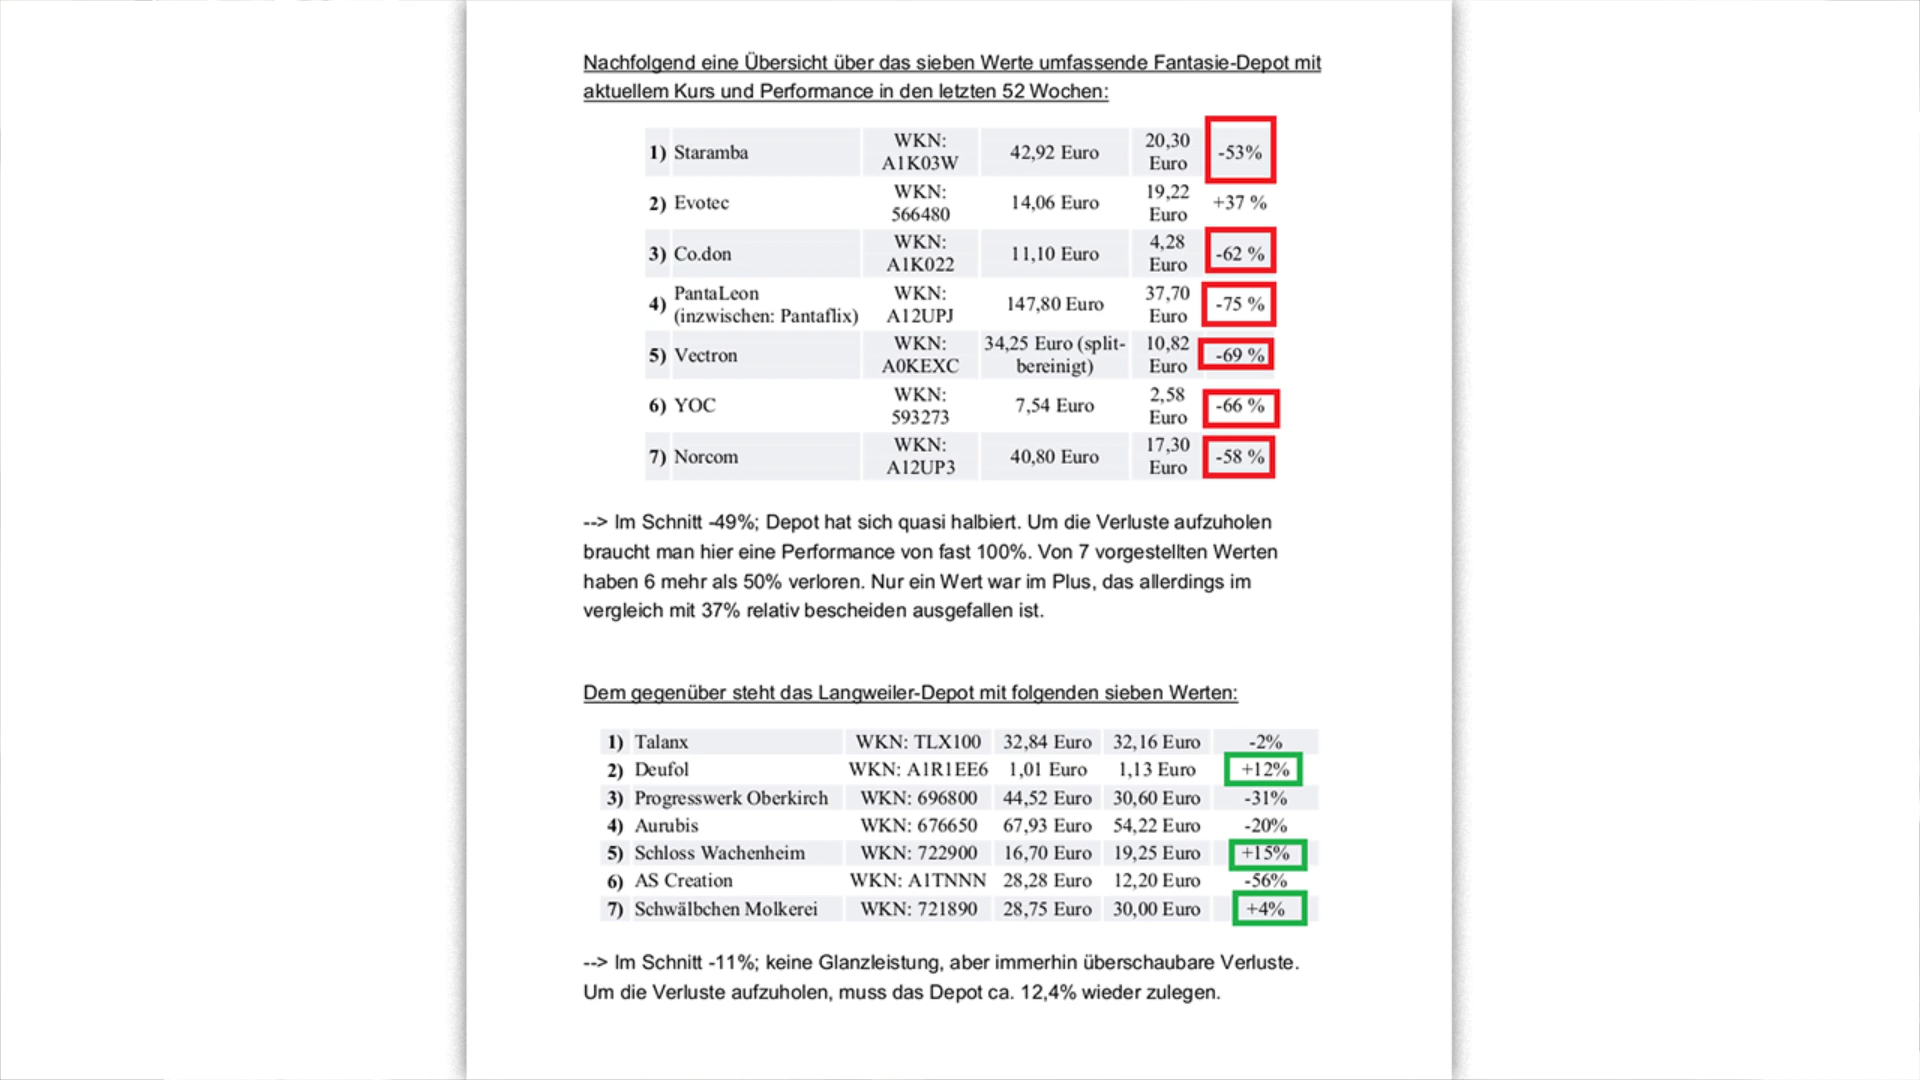 Nachfolgend eine Übersicht über das sieben Werte umfassende Fantasie-Depot mit
aktuellem Kurs und Performance in den letzten 52 Wochen:
1) Staramba WKN: A1K03W 42,92 Euro 20,30 Euro -53%
2) Evotec WKN: 566480 14,06 Euro 19,22 Euro +37 %
3) Co.don WKN: A1K022 11,10 Euro 4,28 Euro -62 %
4) PantaLeon (inzwischen: Pantaflix) WKN: A12UPJ 147,80 Euro 37,70 Euro -75 %
5) Vectron WKN: A0KEXC 34,25 Euro (split-bereinigt) 10,82 Euro -69 %
6) YOC WKN: 593273 7,54 Euro 2,58 Euro -66 %
7) Norcom WKN: A12UP3 40,80 Euro 17,30 Euro -58 %
--> Im Schnitt -49%; Depot hat sich quasi halbiert. Um die Verluste aufzuholen
braucht man hier eine Performance von fast 100%. Von 7 vorgestellten Werten
haben 6 mehr als 50% verloren. Nur ein Wert war im Plus, das allerdings im
vergleich mit 37% relativ bescheiden ausgefallen ist.
Dem gegenüber steht das Langweiler-Depot mit folgenden sieben Werten:
1) Talanx WKN: TLX100 32,84 Euro 32,16 Euro -2%
2) Deufol WKN: A1R1EE6 1,01 Euro 1,13 Euro +12%
3) Progresswerk Oberkirch WKN: 696800 44,52 Euro 30,60 Euro -31%
4) Aurubis WKN: 676650 67,93 Euro 54,22 Euro -20%
5) Schloss Wachenheim WKN: 722900 16,70 Euro 19,25 Euro +15%
6) AS Creation WKN: A1TNNN 28,28 Euro 12,20 Euro -56%
7) Schwälbchen Molkerei WKN: 721890 28,75 Euro 30,00 Euro +4%
--> Im Schnitt -11%; keine Glanzleistung, aber immerhin überschaubare Verluste.
Um die Verluste aufzuholen, muss das Depot ca. 12,4% wieder zulegen.